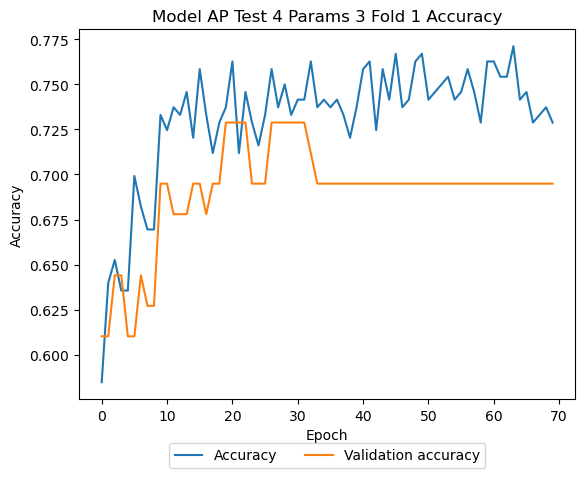 Model AP Test 4 Params 3 Fold 1 Accuracy
0.775
0.750
0.725
0.700
0.675
0.650
0.625
0.600
Accuracy
0 10 20 30 40 50 60 70
Epoch
Accuracy Validation accuracy